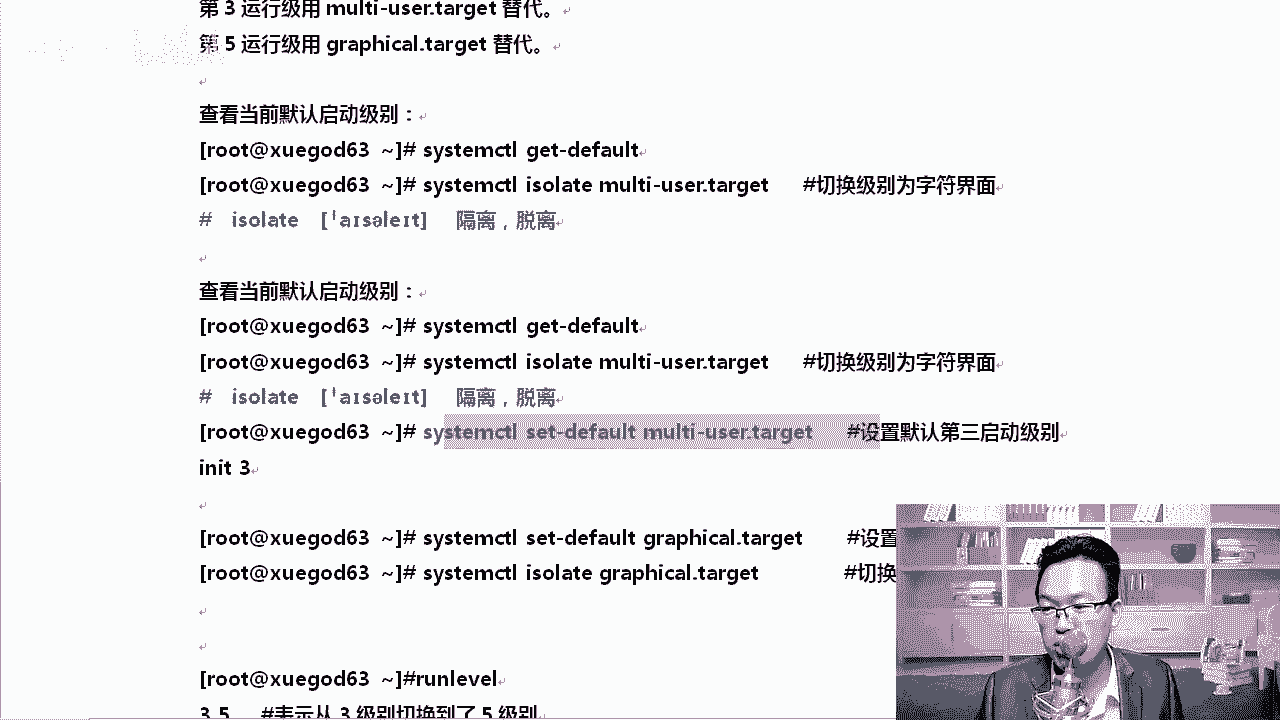 第 3 运行级用 multi-user.target 替代。
第 5 运行级用 graphical.target 替代。
查看当前默认启动级别：
[root@xuegod63 ~]# systemctl get-default
[root@xuegod63 ~]# systemctl isolate multi-user.target #切换级别为字符界面
# isolate [ˈaɪsəleɪt] 隔离，脱离
查看当前默认启动级别：
[root@xuegod63 ~]# systemctl get-default
[root@xuegod63 ~]# systemctl isolate multi-user.target #切换级别为字符界面
# isolate [ˈaɪsəleɪt] 隔离，脱离
[root@xuegod63 ~]# systemctl set-default multi-user.target #设置默认第三启动级别
init 3
[root@xuegod63 ~]# systemctl set-default graphical.target #设置
[root@xuegod63 ~]# systemctl isolate graphical.target #切换
[root@xuegod63 ~]#runlevel
3 5 #表示从 3 级别切换到了 5 级别